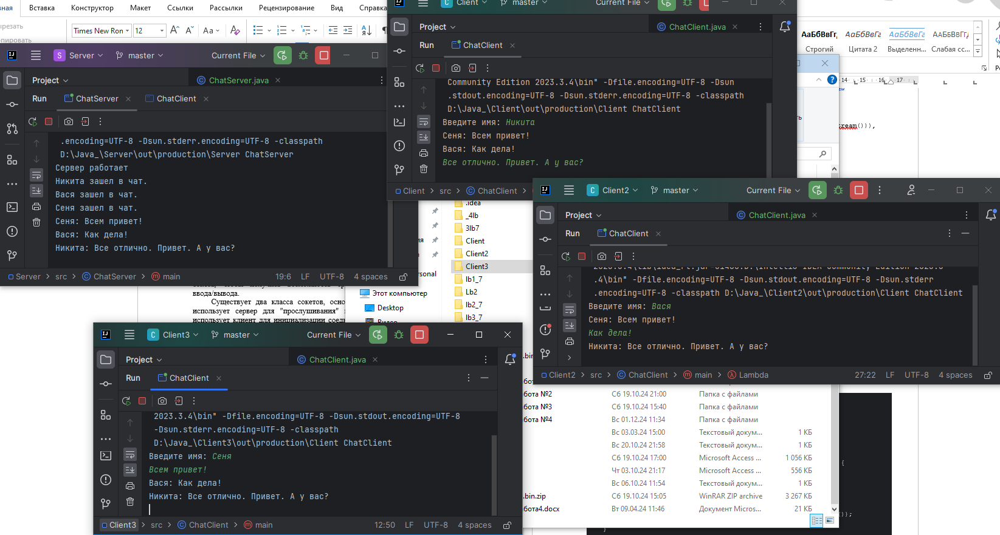 вная Вставка Конструктор Макет Ссылки Рассылки Рецензирование Вид Справка
резать
опировать
Times New Ron 12 Aa
АаБбВвГг АаБбВвГг АаБбВвГг АаБбВвГг
Строгий Цитата 2 Выделенн... Слабая сс...
14 15 16 17
cream())),
Client master Current File
Project ChatClient.java
Run ChatClient
Community Edition 2023.3.4\bin" -Dfile.encoding=UTF-8 -Dsun
.stdout.encoding=UTF-8 -Dsun.stderr.encoding=UTF-8 -classpath
D:\Java_\Client\out\production\Client ChatClient
Введите имя: Никита
Сеня: Всем привет!
Вася: Как дела!
Все отлично. Привет. А у вас?
Client > src > ChatClient >
S Server master Current File
Project ChatServer.java
Run ChatServer ChatClient
.encoding=UTF-8 -Dsun.stderr.encoding=UTF-8 -classpath
D:\Java_\Server\out\production\Server ChatServer
Сервер работает
Никита зашел в чат.
Вася зашел в чат.
Сеня зашел в чат.
Сеня: Всем привет!
Вася: Как дела!
Никита: Все отлично. Привет. А у вас?
Server > src > ChatServer > main 19:6 LF UTF-8 4 spaces
ввода/вывода.
Существует два класса сокетов, осно
использует сервер для "прослушивания"
использует клиент для инициализации соеди
.idea
_4lb
3lb7
Client
Client2
Client3
lb1_7
Lb2
lb2_7
lb3_7
ersonal
Этот компьютер
Desktop
Видео
C Client2 master Current File
Project ChatClient.java
Run ChatClient
.4\bin" -Dfile.encoding=UTF-8 -Dsun.stdout.encoding=UTF-8 -Dsun.stderr
.encoding=UTF-8 -classpath D:\Java_\Client2\out\production\Client ChatClient
Введите имя: Вася
Сеня: Всем привет!
Как дела!
Никита: Все отлично. Привет. А у вас?
Client2 > src > ChatClient > main > Lambda 27:22 LF UTF-8 4 spaces
C Client3 master Current File
Project ChatClient.java
Run ChatClient
2023.3.4\bin" -Dfile.encoding=UTF-8 -Dsun.stdout.encoding=UTF-8
-Dsun.stderr.encoding=UTF-8 -classpath
D:\Java_\Client3\out\production\Client ChatClient
Введите имя: Сеня
Всем привет!
Вася: Как дела!
Никита: Все отлично. Привет. А у вас?
Client3 > src > ChatClient > main 12:50 LF UTF-8 4 spaces
бота №2 Сб 19.10.24 21:00 Папка с файлами
бота №3 Сб 19.10.24 15:40 Папка с файлами
бота №4 Вс 01.12.24 11:34 Папка с файлами
Вс 03.03.24 15:00 Текстовый докум... 1 КБ
Вс 20.10.24 21:58 Текстовый докум... 1 КБ
Сб 19.10.24 17:00 Microsoft Access ... 1 056 КБ
Чт 03.10.24 21:17 Microsoft Access ... 556 КБ
Вс 06.10.24 11:54 Текстовый докум... 1 КБ
.bin.zip Сб 19.10.24 15:05 WinRAR ZIP archive 3 267 КБ
бота4.docx Вт 09.04.24 11:46 Документ Micros... 21 КБ
{
());
}